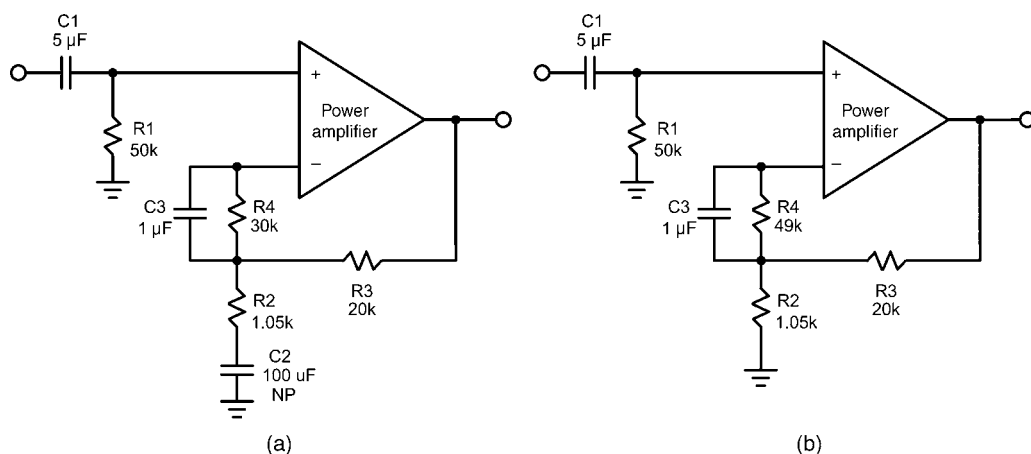 C1
5 µF
+
Power
amplifier
R1
50k
–
C3
1 µF
R4
30k
R3
20k
R2
1.05k
C2
100 uF
NP
(a)
C1
5 µF
+
Power
amplifier
R1
50k
–
C3
1 µF
R4
49k
R3
20k
R2
1.05k
(b)